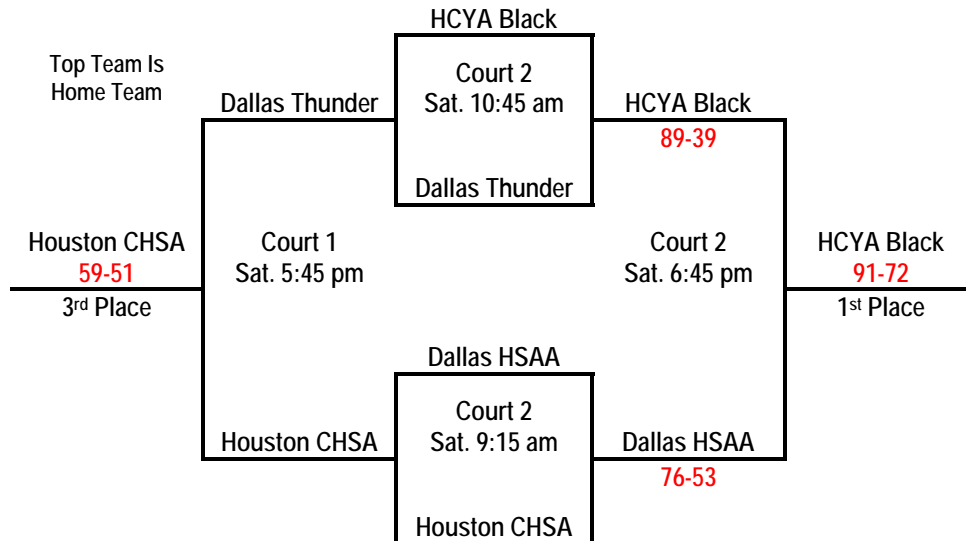 HCYA Black
Top Team Is
Home Team
Court 2
Sat. 10:45 am
Dallas Thunder
HCYA Black
89-39
Dallas Thunder
Houston CHSA
59-51
3rd Place
Court 1
Sat. 5:45 pm
Court 2
Sat. 6:45 pm
HCYA Black
91-72
1st Place
Dallas HSAA
Court 2
Sat. 9:15 am
Houston CHSA
Dallas HSAA
76-53
Houston CHSA